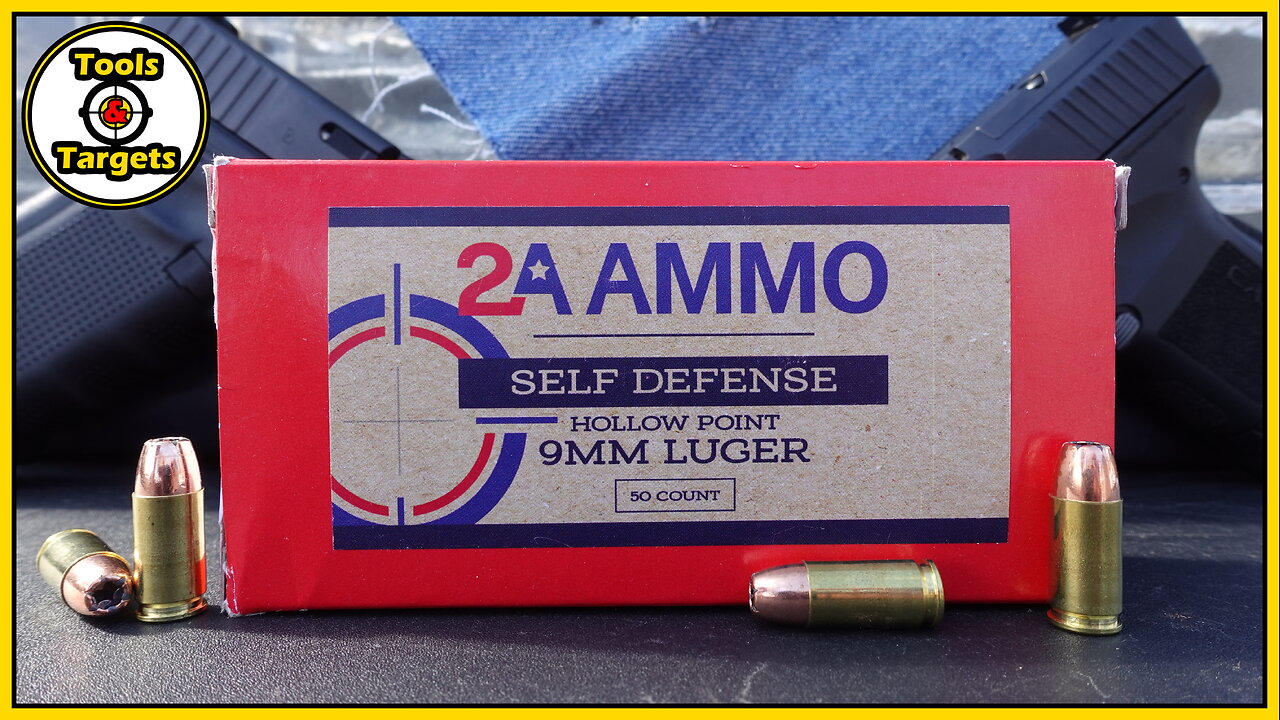 Tools
&
Targets
2A AMMO
SELF DEFENSE
HOLLOW POINT
9MM LUGER
50 COUNT